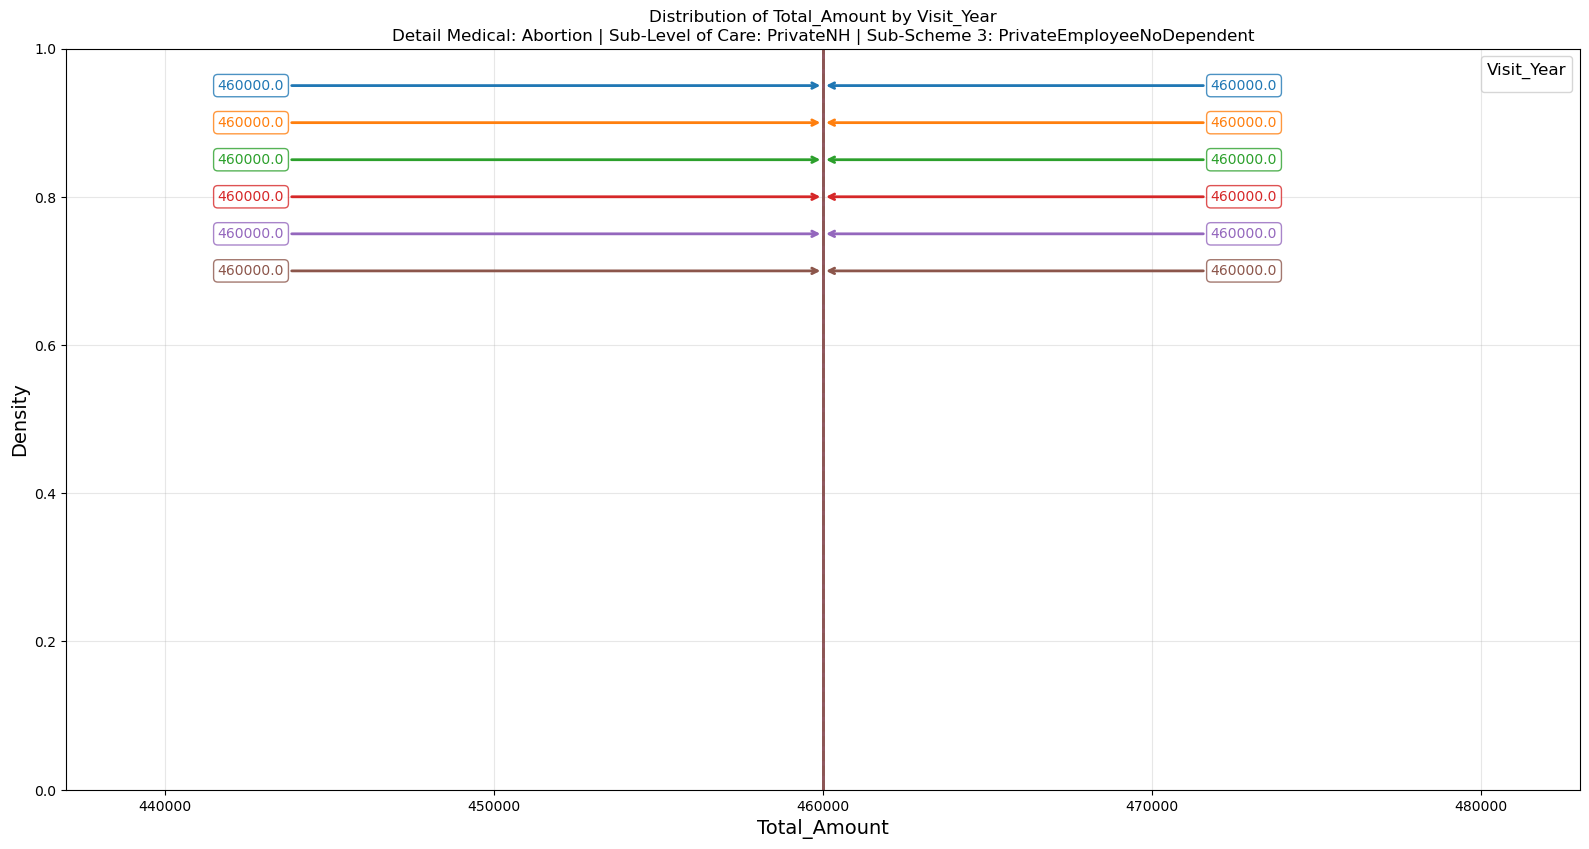 Distribution of Total_Amount by Visit_Year
Detail Medical: Abortion | Sub-Level of Care: PrivateNH | Sub-Scheme 3: PrivateEmployeeNoDependent
1.0
Visit_Year
460000.0 460000.0
460000.0 460000.0
460000.0 460000.0
0.8
460000.0 460000.0
460000.0 460000.0
460000.0 460000.0
0.6
Density
0.4
0.2
0.0
440000 450000 460000 470000 480000
Total_Amount